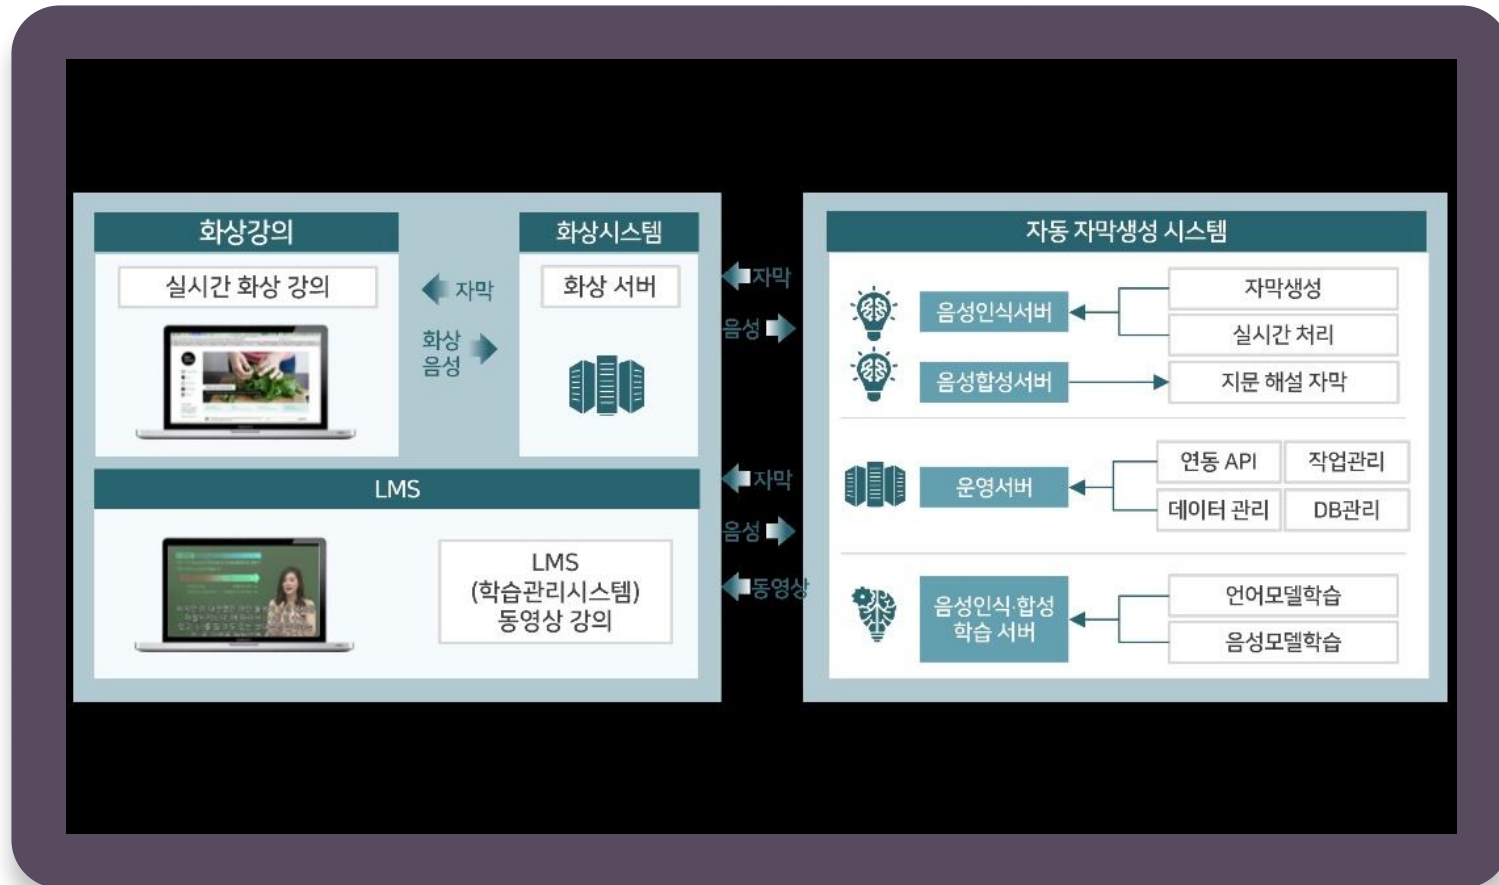 화상강의
실시간 화상 강의
자막
화상
음성
화상시스템
화상 서버
자막
음성
LMS
LMS
(학습관리시스템)
동영상 강의
자막
음성
동영상
자동 자막생성 시스템
음성인식서버
자막생성
실시간 처리
음성합성서버
지문 해설 자막
운영서버
연동 API
작업관리
데이터 관리
DB관리
음성인식·합성
학습 서버
언어모델학습
음성모델학습